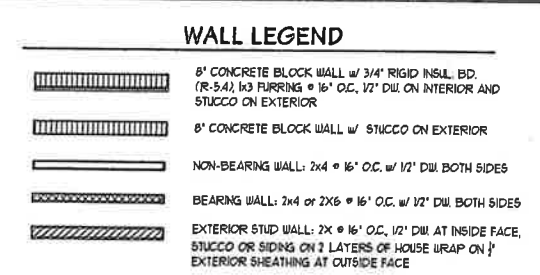 WALL LEGEND
8" CONCRETE BLOCK WALL w/ 3/4" RIGID INSUL. BD.
(R-5.4), 1x3 FURRING @ 16" O.C., 1/2" DW. ON INTERIOR AND
STUCCO ON EXTERIOR
8" CONCRETE BLOCK WALL w/ STUCCO ON EXTERIOR
NON-BEARING WALL: 2x4 @ 16" O.C. w/ 1/2" DW. BOTH SIDES
BEARING WALL: 2x4 or 2X6 @ 16" O.C. w/ 1/2" DW. BOTH SIDES
EXTERIOR STUD WALL: 2X @ 16" O.C., 1/2" DW. AT INSIDE FACE,
STUCCO OR SIDING ON 2 LAYERS OF HOUSE WRAP ON
EXTERIOR SHEATHING AT OUTSIDE FACE